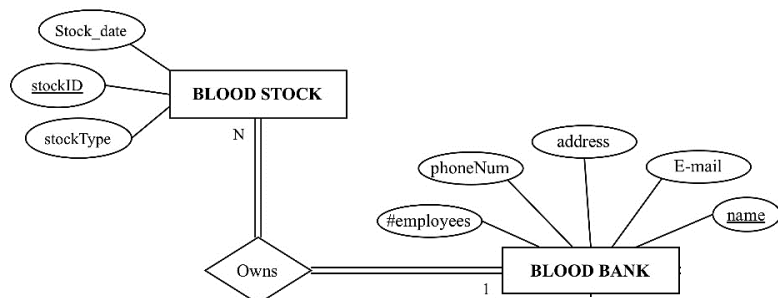 Stock_date
stockID
BLOOD STOCK
stockType
N
address
phoneNum
E-mail
#employees
name
Owns
BLOOD BANK
1